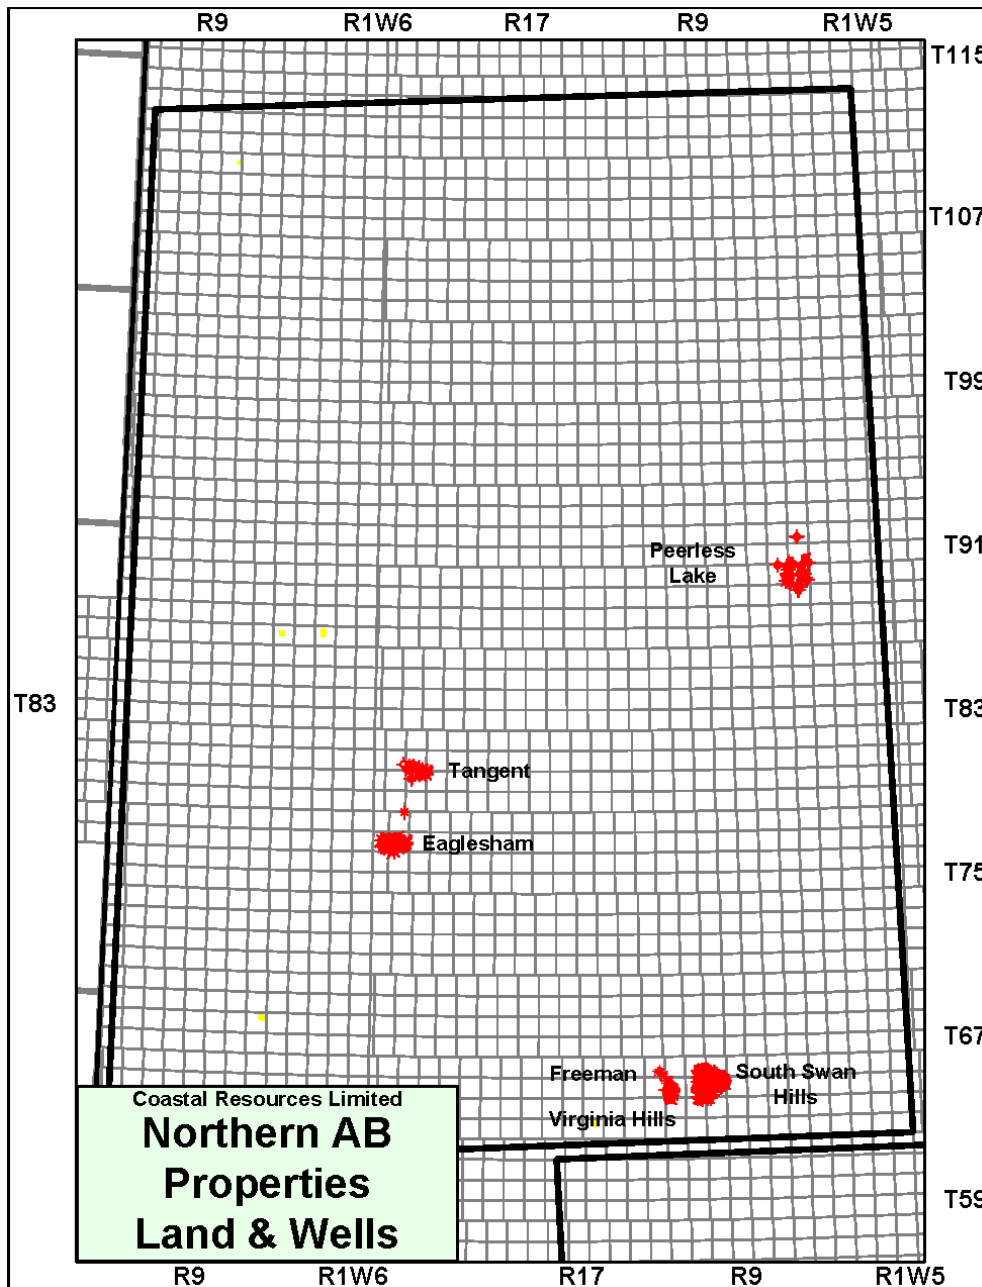 R9 R1W6 R17 R9 R1W5
T115
T107
T99
T91
Peerless
Lake
T83 T83
Tangent
Eaglesham
T75
T67
Freeman South Swan
Hills
Virginia Hills
Coastal Resources Limited
Northern AB
Properties
Land & Wells
T59
R9 R1W6 R17 R9 R1W5